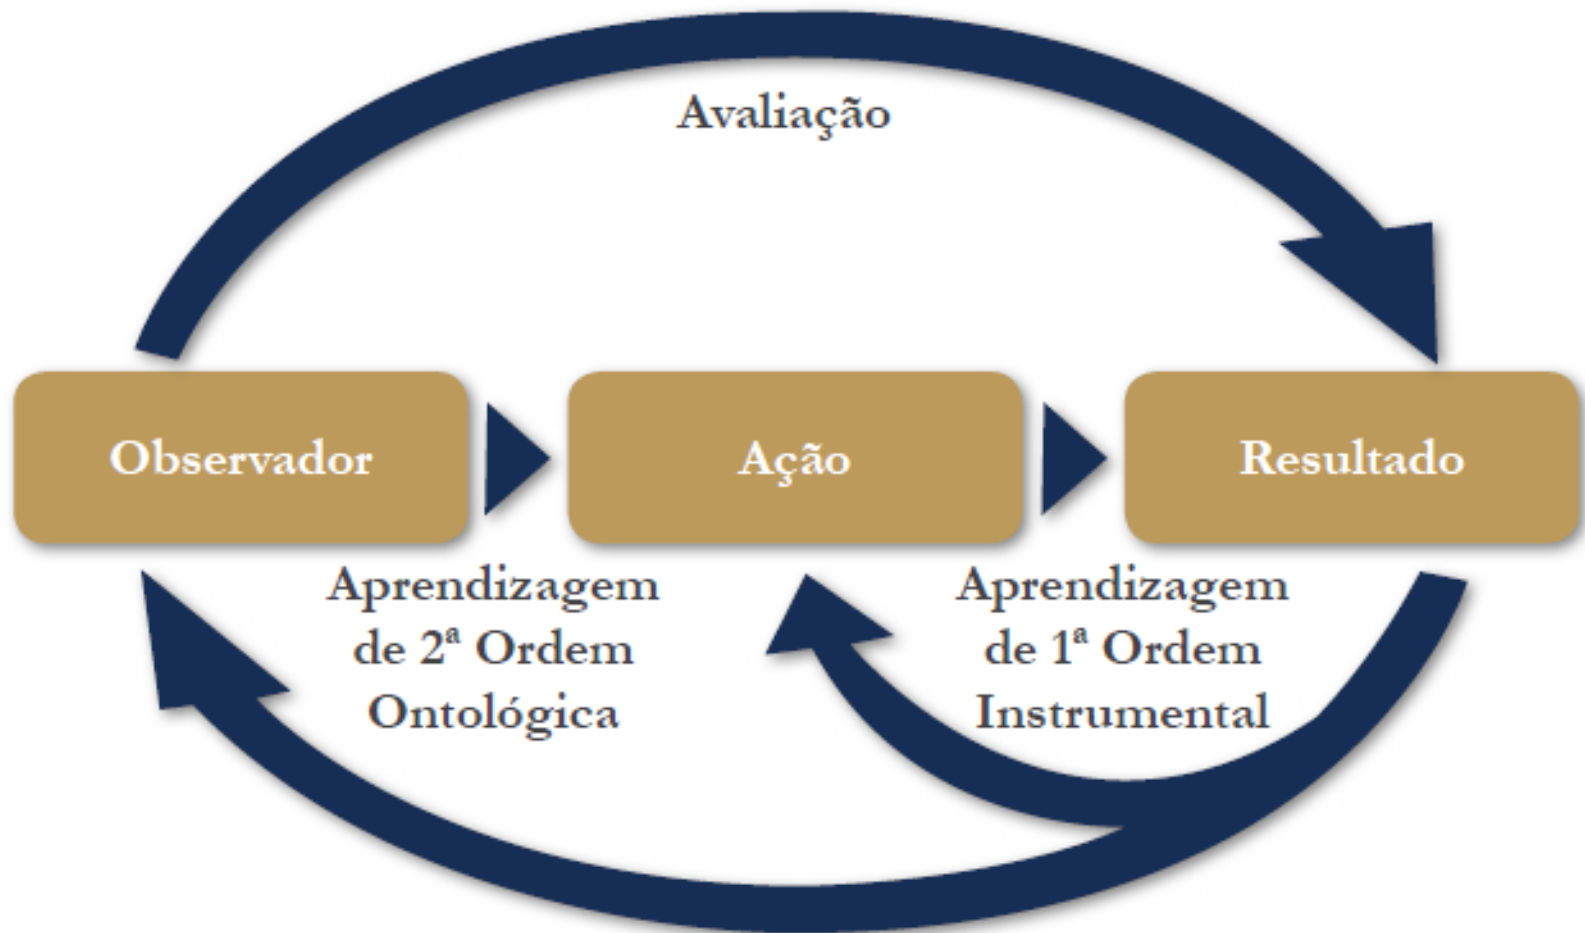 Avaliação
Observador
Ação
Resultado
Aprendizagem
de 2ª Ordem
Ontológica
Aprendizagem
de 1ª Ordem
Instrumental